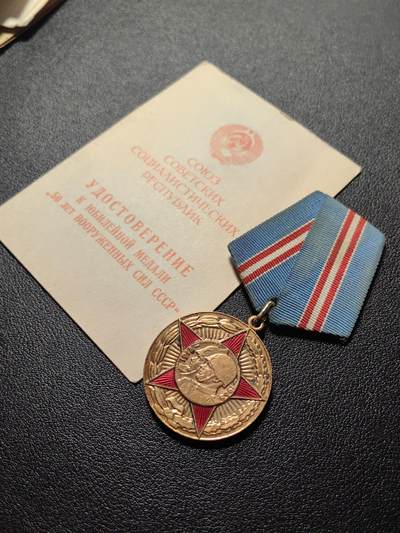 СОЮЗ
СОВЕТСКИХ
СОЦИАЛИСТИЧЕСКИХ
РЕСПУБЛИК
УДОСТОВЕРЕНИЕ
К ЮБИЛЕЙНОЙ МЕДАЛИ
„50 ЛЕТ ВООРУЖЕННЫХ СИЛ СССР“